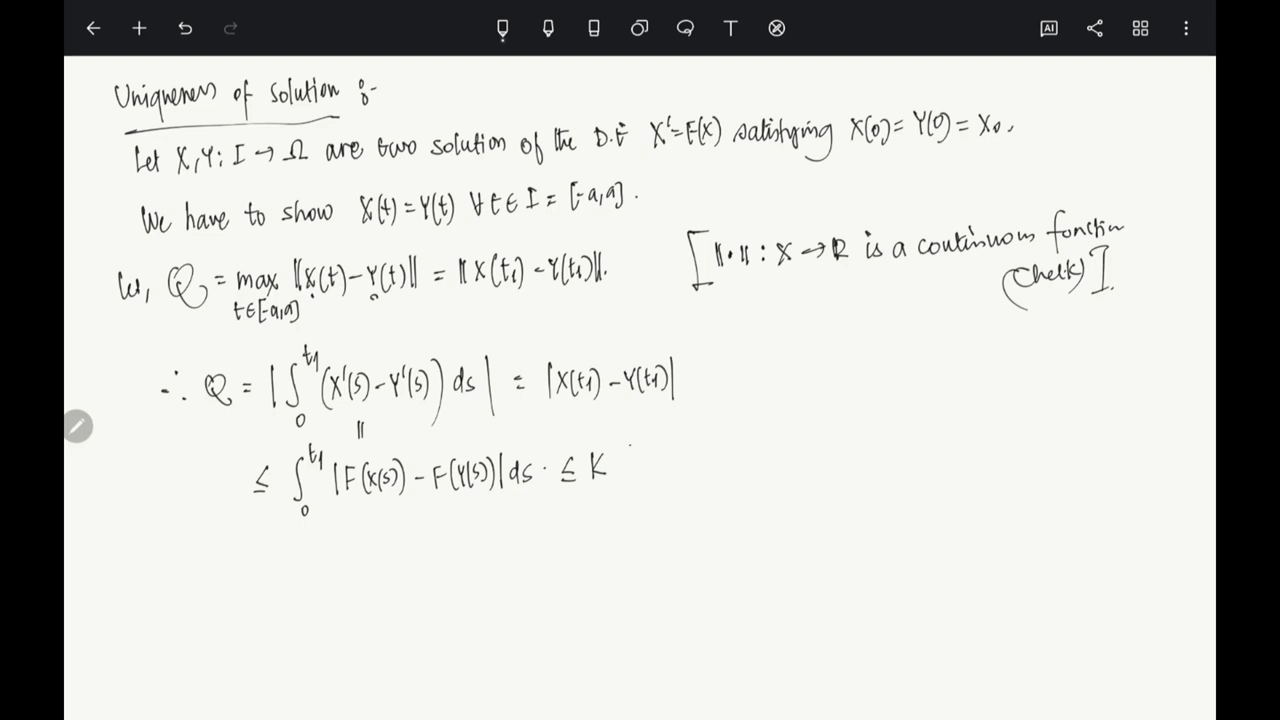 Uniqueness of solution :-
Let X, Y : I → Ω are two solution of the D.E X' = F(X) satisfying X(0) = Y(0) = X₀.
We have to show X(t) = Y(t) ∀ t ∈ I = [-a, a].
[ ‖·‖ : X → ℝ is a continuous function
(Check) ].
Let, Q = max ‖X(t) - Y(t)‖ = ‖X(t₁) - Y(t₁)‖.
t ∈ [-a, a]
∴ Q = | ∫₀^t₁ (X'(s) - Y'(s)) ds | = |X(t₁) - Y(t₁)|
||
≤ ∫₀^t₁ |F(X(s)) - F(Y(s))| ds. ≤ K